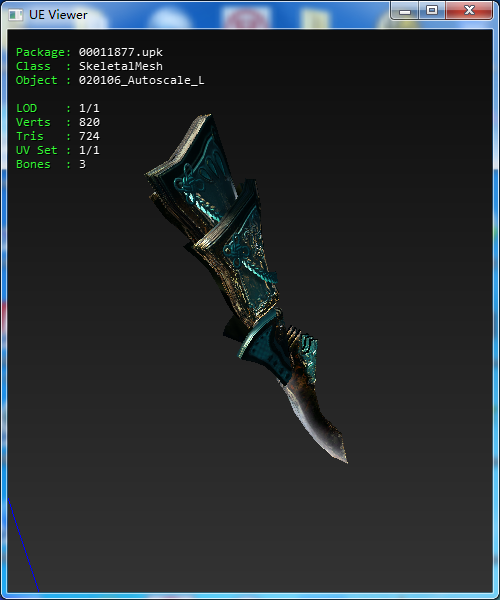 UE Viewer
Package: 00011877.upk
Class : SkeletalMesh
Object : 020106_Autoscale_L
LOD : 1/1
Verts : 820
Tris : 724
UV Set : 1/1
Bones : 3